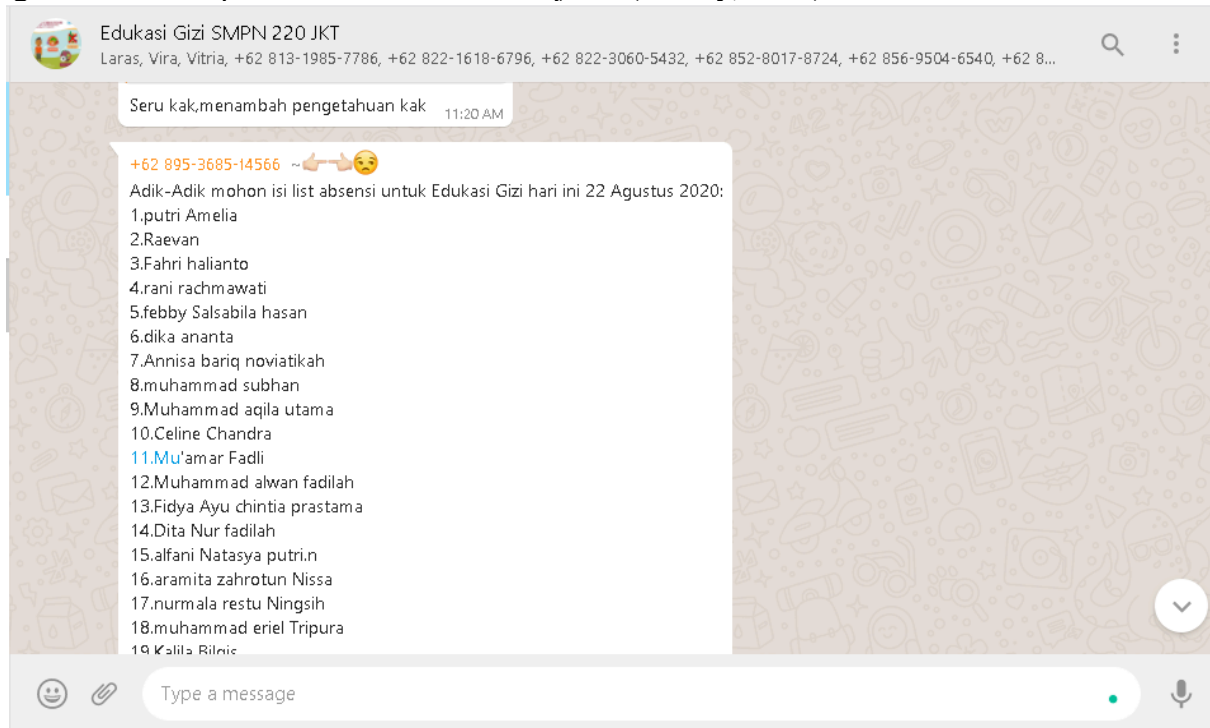 Edukasi Gizi SMPN 220 JKT
Laras, Vira, Vitria, +62 813-1985-7786, +62 822-1618-6796, +62 822-3060-5432, +62 852-8017-8724, +62 856-9504-6540, +62 8...
Seru kak,menambah pengetahuan kak 11:20 AM
+62 895-3685-14566 ~👉🏻👈🏻😒
Adik-Adik mohon isi list absensi untuk Edukasi Gizi hari ini 22 Agustus 2020:
1.putri Amelia
2.Raevan
3.Fahri halianto
4.rani rachmawati
5.febby Salsabila hasan
6.dika ananta
7.Annisa bariq noviatikah
8.muhammad subhan
9.Muhammad aqila utama
10.Celine Chandra
11.Mu'amar Fadli
12.Muhammad alwan fadilah
13.Fidya Ayu chintia prastama
14.Dita Nur fadilah
15.alfani Natasya putri.n
16.aramita zahrotun Nissa
17.nurmala restu Ningsih
18.muhammad eriel Tripura
19.Kalila Bilqis
Type a message